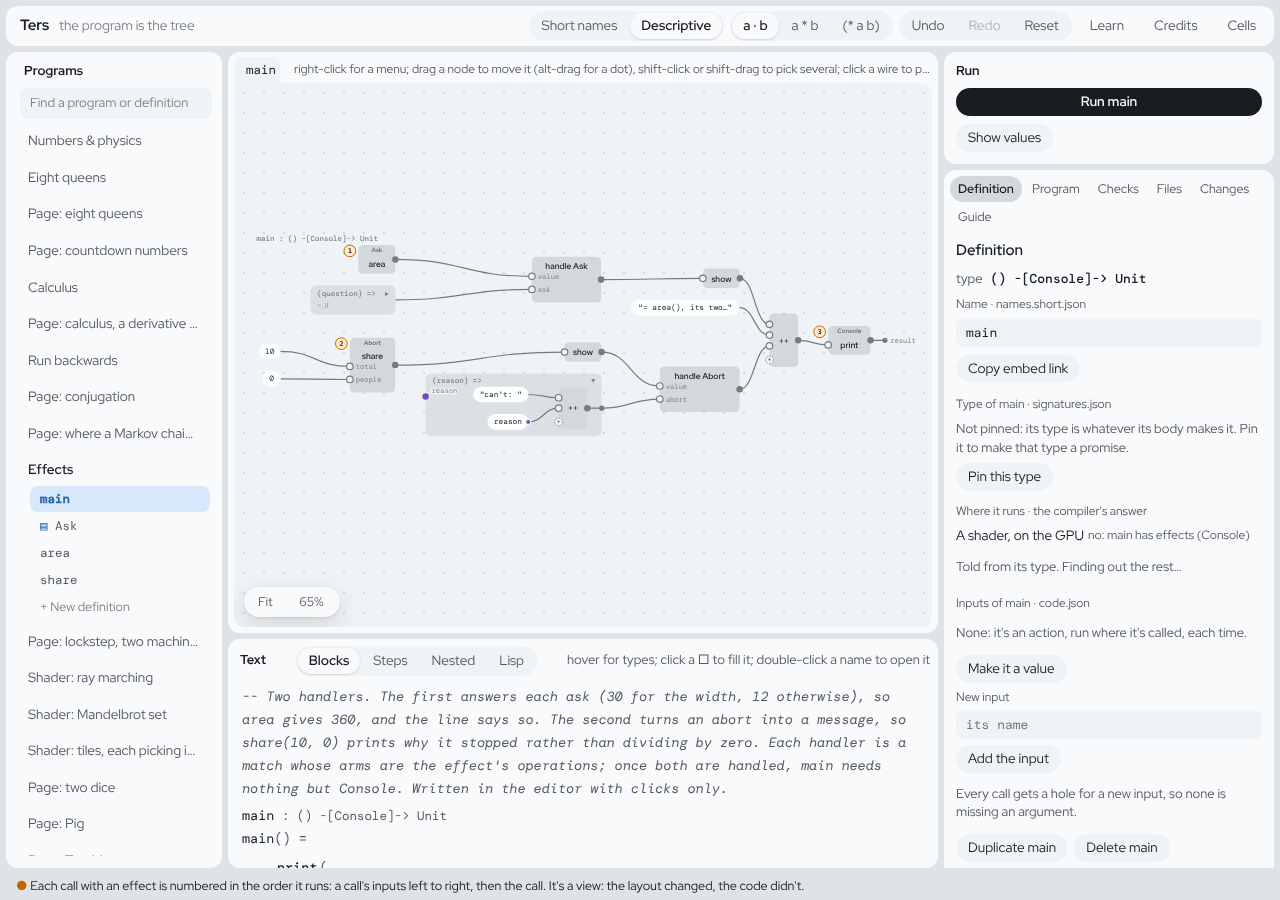 Ters the program is the tree
Short names Descriptive a · b a * b (* a b) Undo Redo Reset Learn Credits Cells
Programs
Find a program or definition
Numbers & physics
Eight queens
Page: eight queens
Page: countdown numbers
Calculus
Page: calculus, a derivative ...
Run backwards
Page: conjugation
Page: where a Markov chai...
Effects
main
Ask
area
share
+ New definition
Page: lockstep, two machin...
Shader: ray marching
Shader: Mandelbrot set
Shader: tiles, each picking i...
Page: two dice
Page: Pig
main right-click for a menu; drag a node to move it (alt-drag for a dot), shift-click or shift-drag to pick several; click a wire to p...
main : () -[Console]-> Unit
1 Ask
area
(question) =>
handle Ask
value
ask
show
"= area(), its two…"
2 Abort
share
10 total
0 people
show
(reason) =>
reason
"can't: "
++
reason
handle Abort
value
abort
++
3 Console
print
result
Fit 65%
Text Blocks Steps Nested Lisp hover for types; click a ☐ to fill it; double-click a name to open it
-- Two handlers. The first answers each ask (30 for the width, 12 otherwise), so
area gives 360, and the line says so. The second turns an abort into a message, so
share(10, 0) prints why it stopped rather than dividing by zero. Each handler is a
match whose arms are the effect's operations; once both are handled, main needs
nothing but Console. Written in the editor with clicks only.
main : () -[Console]-> Unit
main() =
print(
Run
Run main
Show values
Definition Program Checks Files Changes
Guide
Definition
type () -[Console]-> Unit
Name · names.short.json
main
Copy embed link
Type of main · signatures.json
Not pinned: its type is whatever its body makes it. Pin
it to make that type a promise.
Pin this type
Where it runs · the compiler's answer
A shader, on the GPU no: main has effects (Console)
Told from its type. Finding out the rest...
Inputs of main · code.json
None: it's an action, run where it's called, each time.
Make it a value
New input
its name
Add the input
Every call gets a hole for a new input, so none is
missing an argument.
Duplicate main Delete main
Each call with an effect is numbered in the order it runs: a call's inputs left to right, then the call. It's a view: the layout changed, the code didn't.